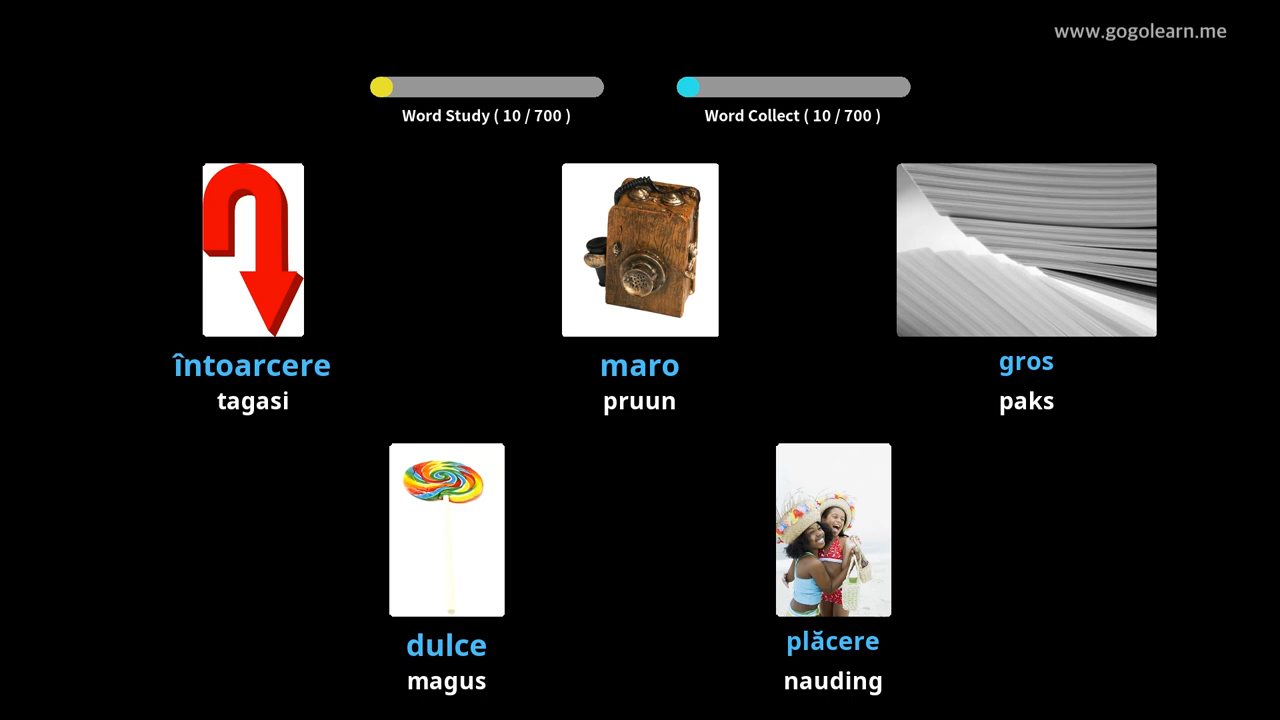 www.gogolearn.me
Word Study ( 10 / 700 )
Word Collect ( 10 / 700 )
întoarcere
tagasi
maro
pruun
gros
paks
dulce
magus
plăcere
nauding